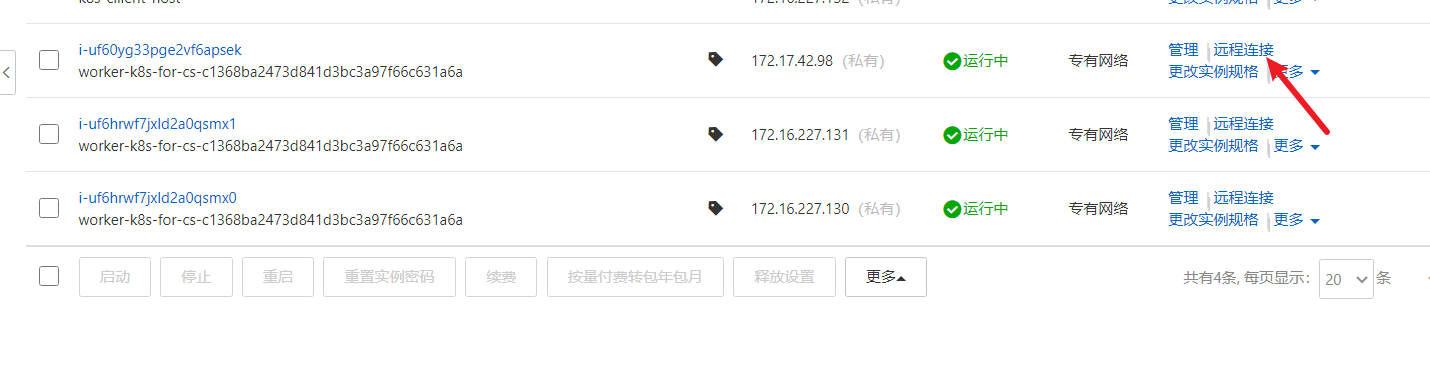 k8s-client-host 172.16.227.132 (私有) 更改实例规格 更多
i-uf60yg33pge2vf6apsek
worker-k8s-for-cs-c1368ba2473d841d3bc3a97f66c631a6a
172.17.42.98 (私有)
运行中
专有网络
管理 远程连接
更改实例规格 更多
i-uf6hrwf7jxld2a0qsmx1
worker-k8s-for-cs-c1368ba2473d841d3bc3a97f66c631a6a
172.16.227.131 (私有)
运行中
专有网络
管理 远程连接
更改实例规格 更多
i-uf6hrwf7jxld2a0qsmx0
worker-k8s-for-cs-c1368ba2473d841d3bc3a97f66c631a6a
172.16.227.130 (私有)
运行中
专有网络
管理 远程连接
更改实例规格 更多
启动 停止 重启 重置实例密码 续费 按量付费转包年包月 释放设置 更多
共有4条, 每页显示: 20 条